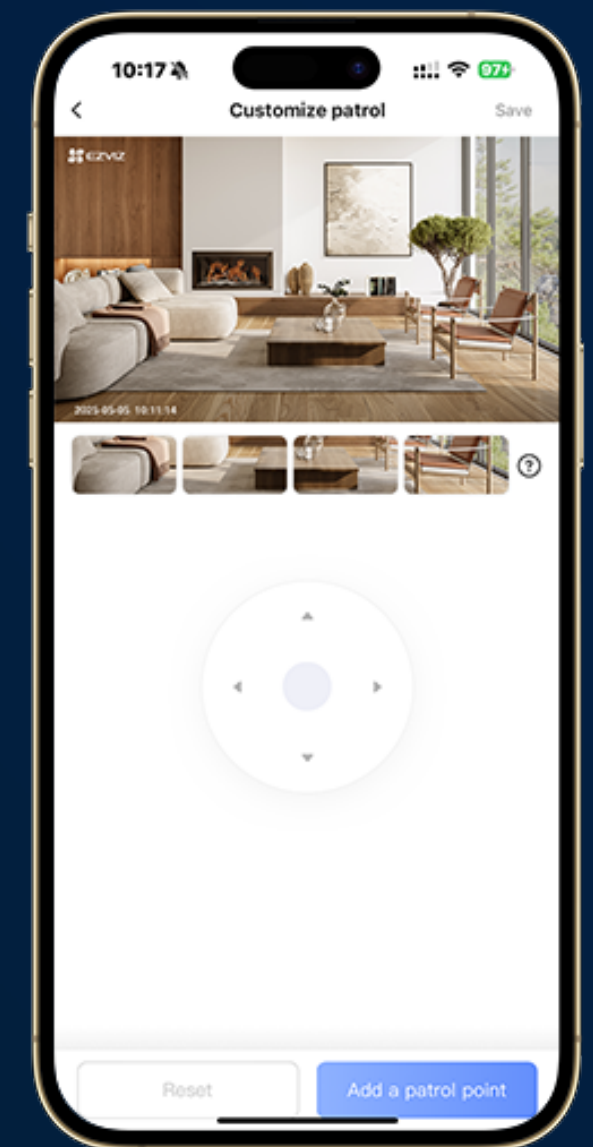 10:17
97
Customize patrol
Save
EZVIZ
2025-05-05 10:11:14
?
Reset
Add a patrol point